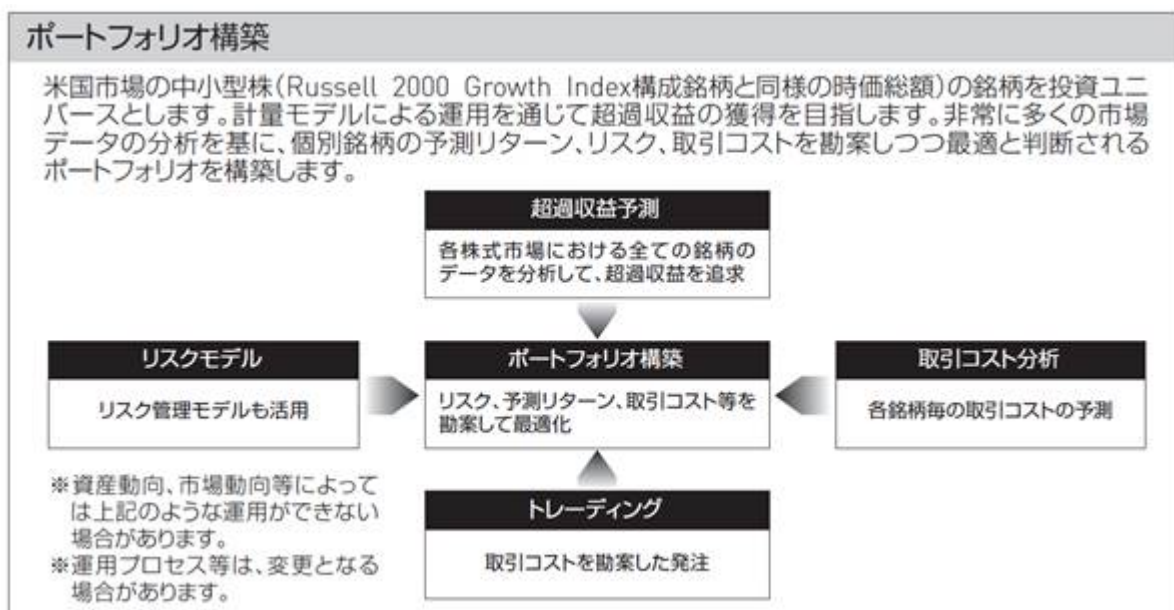 ポートフォリオ構築
米国市場の中小型株(Russell 2000 Growth Index構成銘柄と同様の時価総額)の銘柄を投資ユニ
バースとします。計量モデルによる運用を通じて超過収益の獲得を目指します。非常に多くの市場
データの分析を基に、個別銘柄の予測リターン、リスク、取引コストを勘案しつつ最適と判断される
ポートフォリオを構築します。
超過収益予測
各株式市場における全ての銘柄の
データを分析して、超過収益を追求
リスクモデル
リスク管理モデルも活用
ポートフォリオ構築
リスク、予測リターン、取引コスト等を
勘案して最適化
取引コスト分析
各銘柄毎の取引コストの予測
トレーディング
取引コストを勘案した発注
※資産動向、市場動向等によって
は上記のような運用ができない
場合があります。
※運用プロセス等は、変更となる
場合があります。